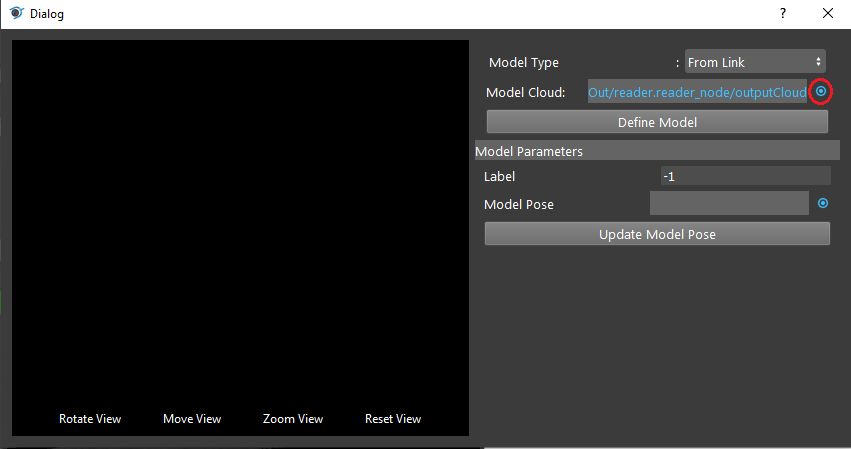 Dialog
?
Model Type : From Link
Model Cloud: Out/reader.reader_node/outputCloud
Define Model
Model Parameters
Label -1
Model Pose
Update Model Pose
Rotate View Move View Zoom View Reset View